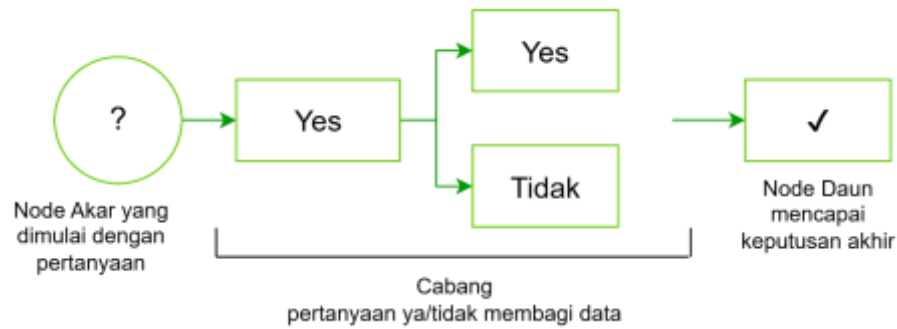 ?
Yes
Yes
Tidak
✓
Node Akar yang
dimulai dengan
pertanyaan
Node Daun
mencapai
keputusan akhir
Cabang
pertanyaan ya/tidak membagi data